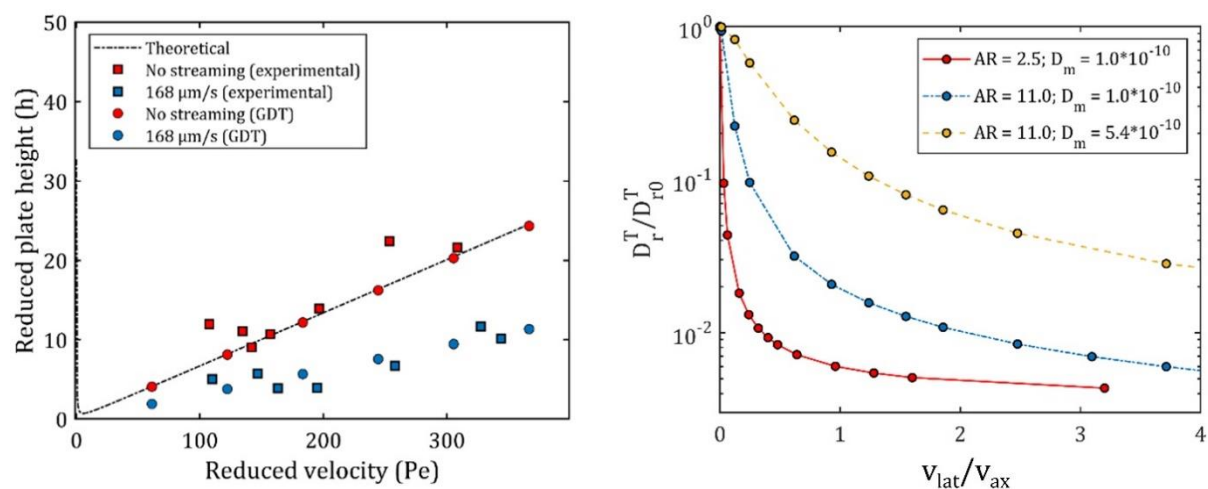 50
40
30
20
10
0
Reduced plate height (h)
Theoretical
No streaming (experimental)
168 μm/s (experimental)
No streaming (GDT)
168 μm/s (GDT)
0
100
200
300
Reduced velocity (Pe)
10^0
10^-1
10^-2
D_r^T/D_r0^T
AR = 2.5; D_m = 1.0*10^-10
AR = 11.0; D_m = 1.0*10^-10
AR = 11.0; D_m = 5.4*10^-10
0
1
2
3
4
v_lat/v_ax